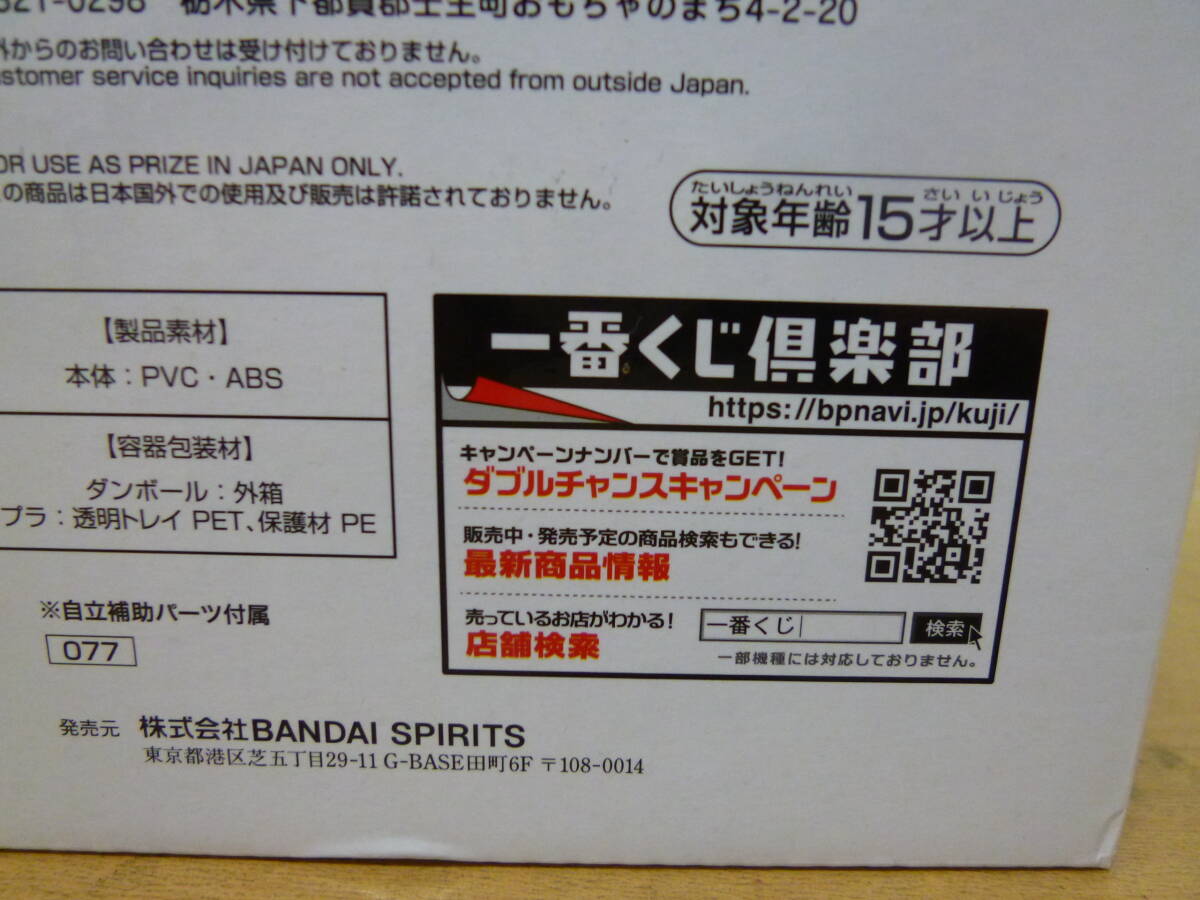 321-0298 栃木県下都賀郡壬生町おもちゃのまち4-2-20
外からのお問い合わせは受け付けておりません。
ustomer service inquiries are not accepted from outside Japan.
OR USE AS PRIZE IN JAPAN ONLY.
の商品は日本国外での使用及び販売は許諾されておりません。
たいしょうねんれい さい いじょう
対象年齢15才以上
【製品素材】
本体：PVC・ABS
【容器包装材】
ダンボール：外箱
プラ：透明トレイ PET、保護材 PE
※自立補助パーツ付属
077
一番くじ倶楽部
https://bpnavi.jp/kuji/
キャンペーンナンバーで賞品をGET!
ダブルチャンスキャンペーン
販売中・発売予定の商品検索もできる!
最新商品情報
売っているお店がわかる!
店舗検索
一番くじ 検索
一部機種には対応しておりません。
発売元 株式会社BANDAI SPIRITS
東京都港区芝五丁目29-11 G-BASE田町6F 〒108-0014